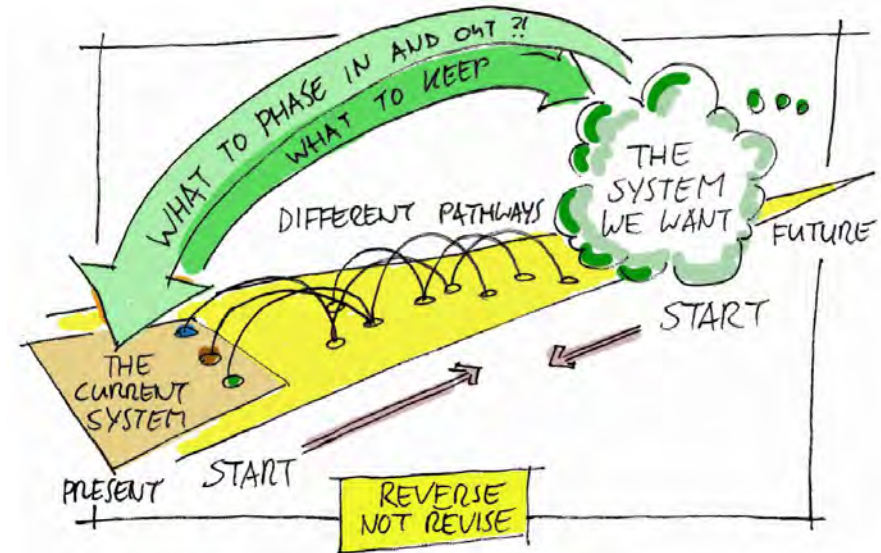 WHAT TO PHASE IN AND OUT ?!
WHAT TO KEEP
THE
SYSTEM
WE WANT
DIFFERENT PATHWAYS
FUTURE
START
THE
CURRENT
SYSTEM
PRESENT
START
REVERSE
NOT REVISE